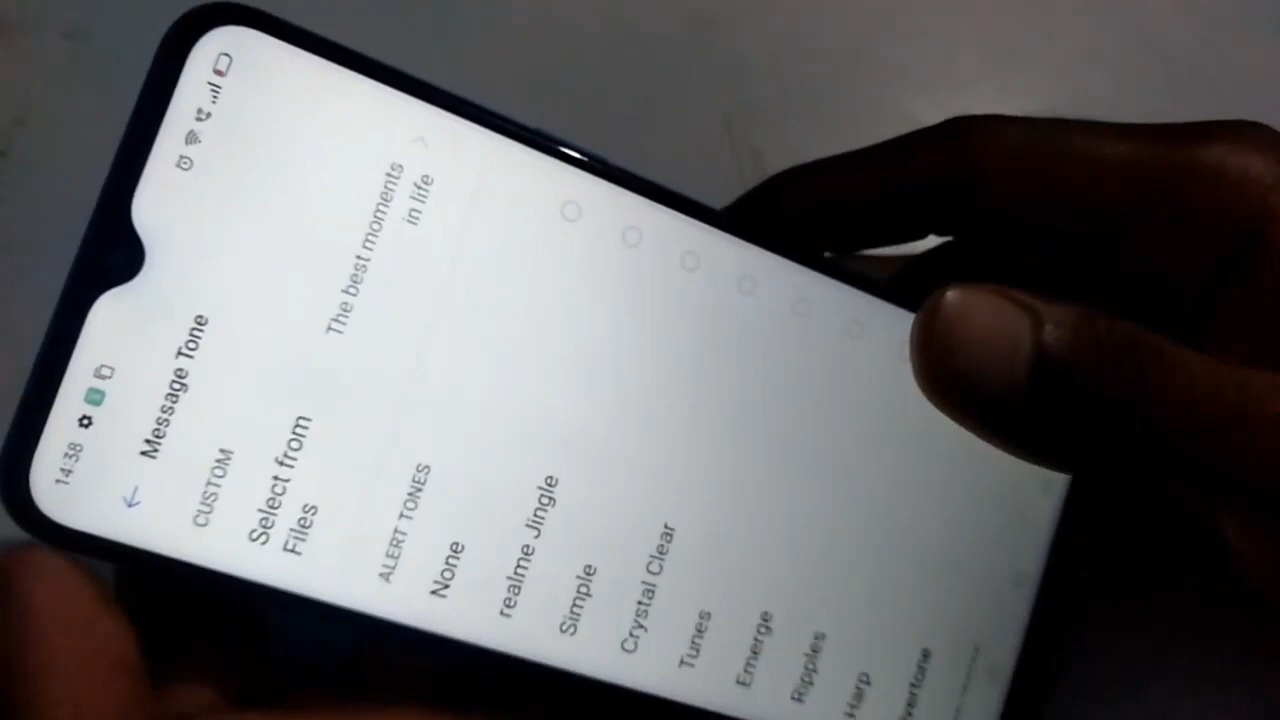 14:38
Message Tone
CUSTOM
Select from
Files
The best moments
in life
ALERT TONES
None
realme Jingle
Simple
Crystal Clear
Tunes
Emerge
Ripples
Harp